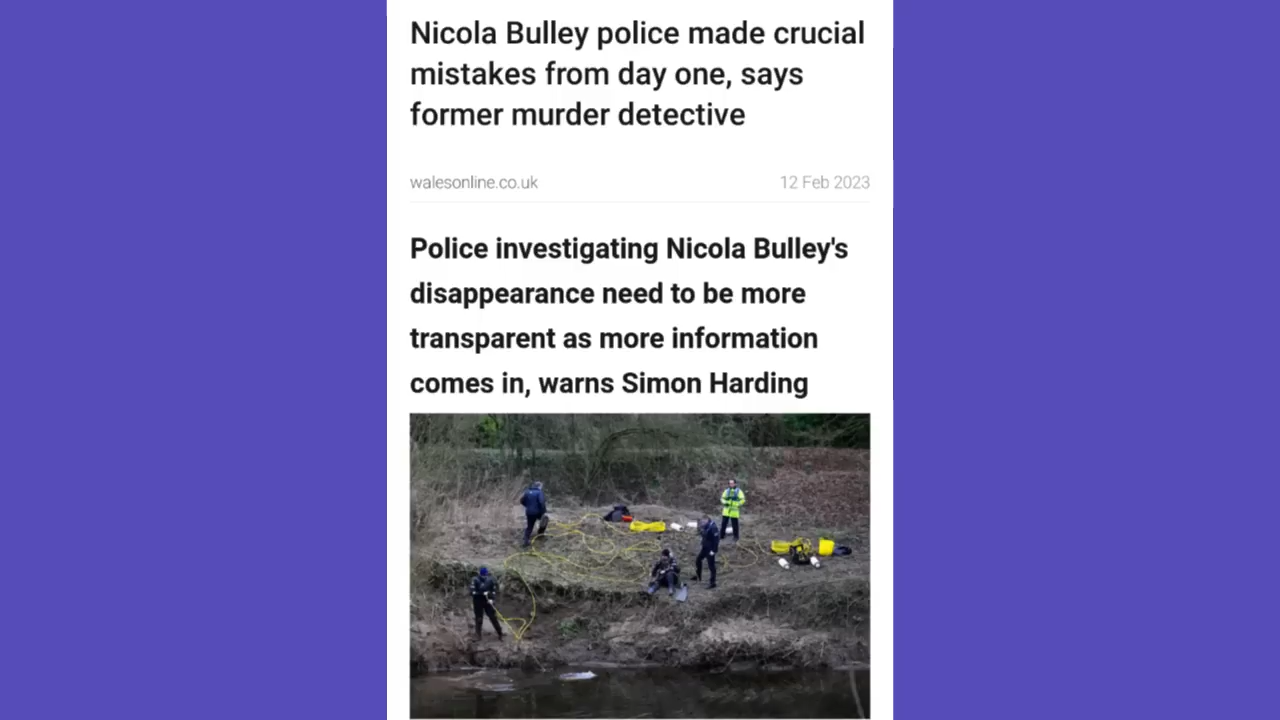 Nicola Bulley police made crucial
mistakes from day one, says
former murder detective
walesonline.co.uk
12 Feb 2023
Police investigating Nicola Bulley's
disappearance need to be more
transparent as more information
comes in, warns Simon Harding